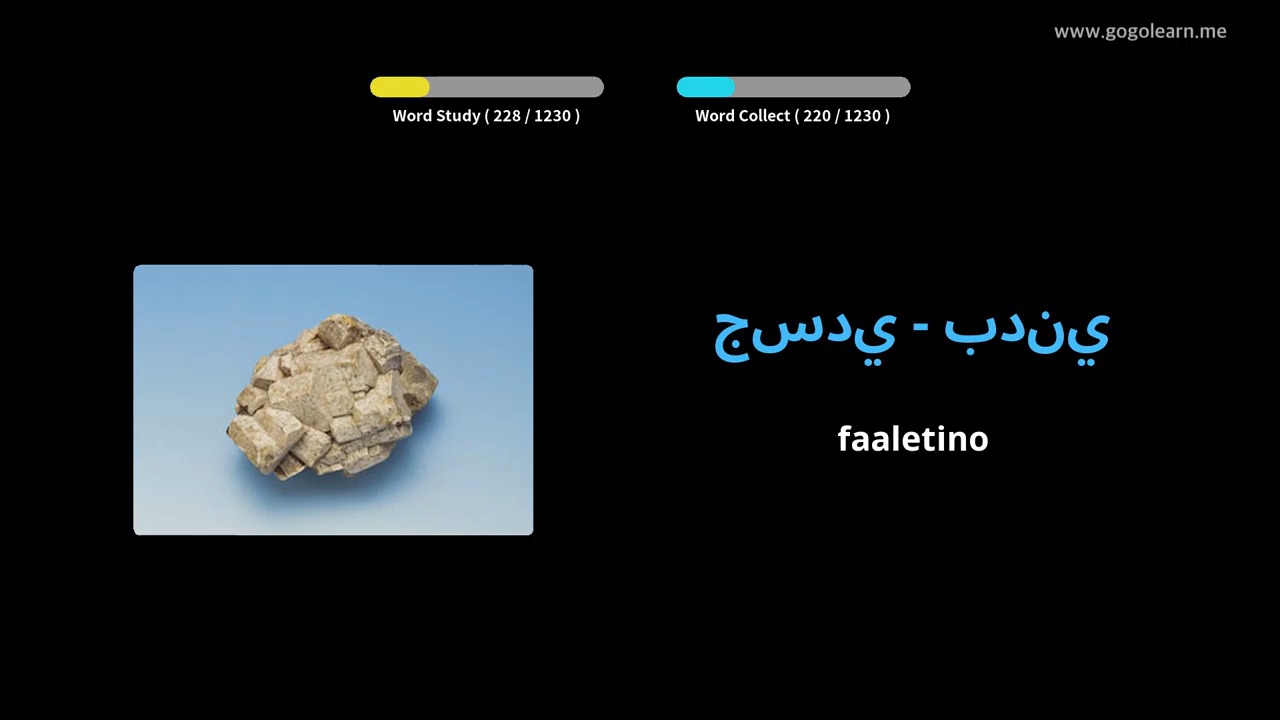 www.gogolearn.me
Word Study ( 228 / 1230 )
Word Collect ( 220 / 1230 )
جسدي - بدني
faaletino